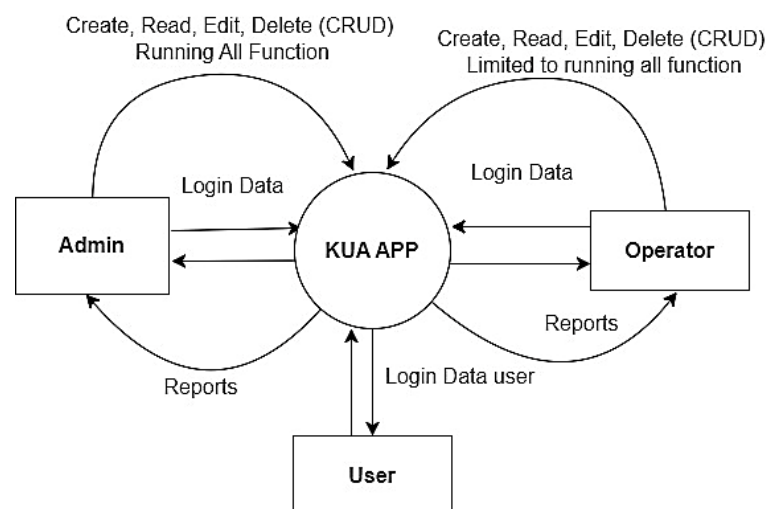 Create, Read, Edit, Delete (CRUD)
Running All Function
Create, Read, Edit, Delete (CRUD)
Limited to running all function
Login Data
Login Data
Admin
KUA APP
Operator
Reports
Reports
Login Data user
User